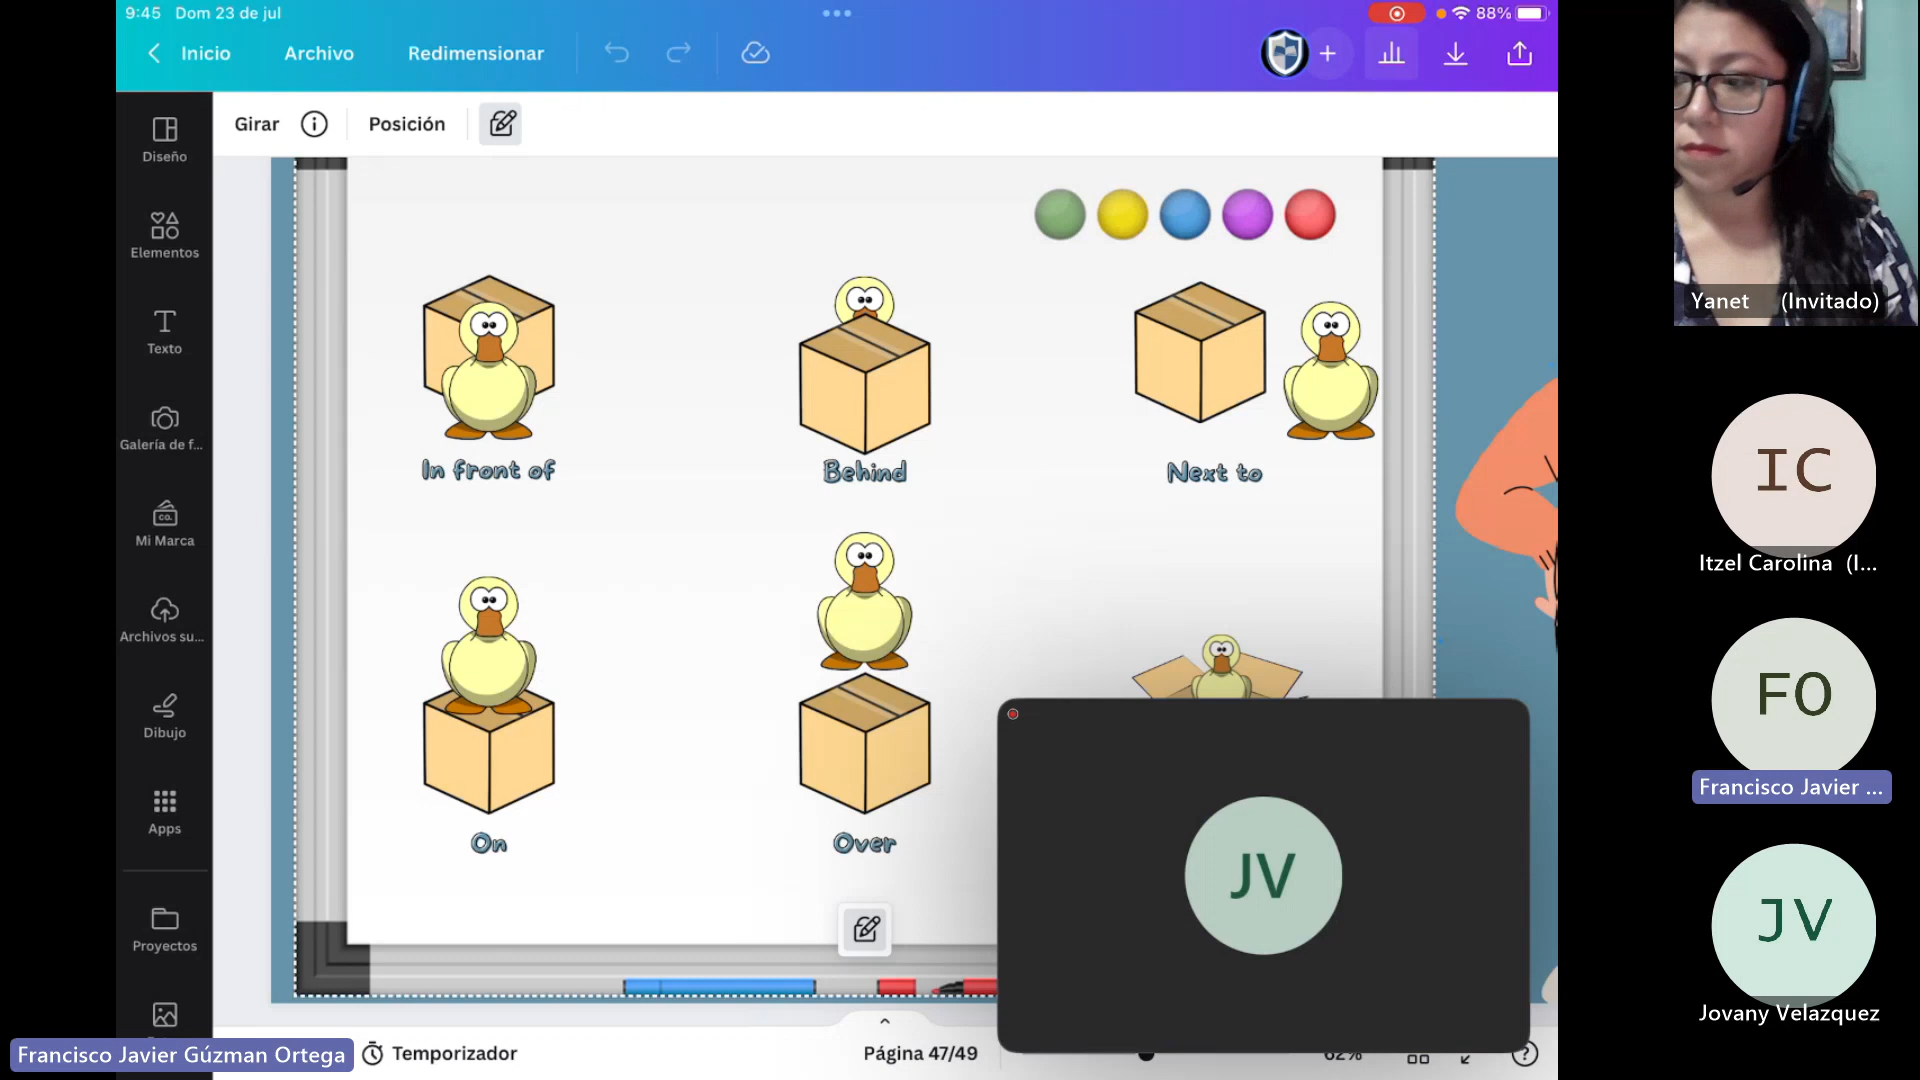 9:45 Dom 23 de jul
88%
Inicio
Archivo
Redimensionar
Girar
Posición
Diseño
Elementos
Texto
Galería de f...
Mi Marca
co.
Archivos su...
Dibujo
Apps
Proyectos
In front of
Behind
Next to
On
Over
JV
Temporizador
Página 47/49
62%
Francisco Javier Gúzman Ortega
Yanet (Invitado)
IC
Itzel Carolina (I...
FO
Francisco Javier ...
JV
Jovany Velazquez